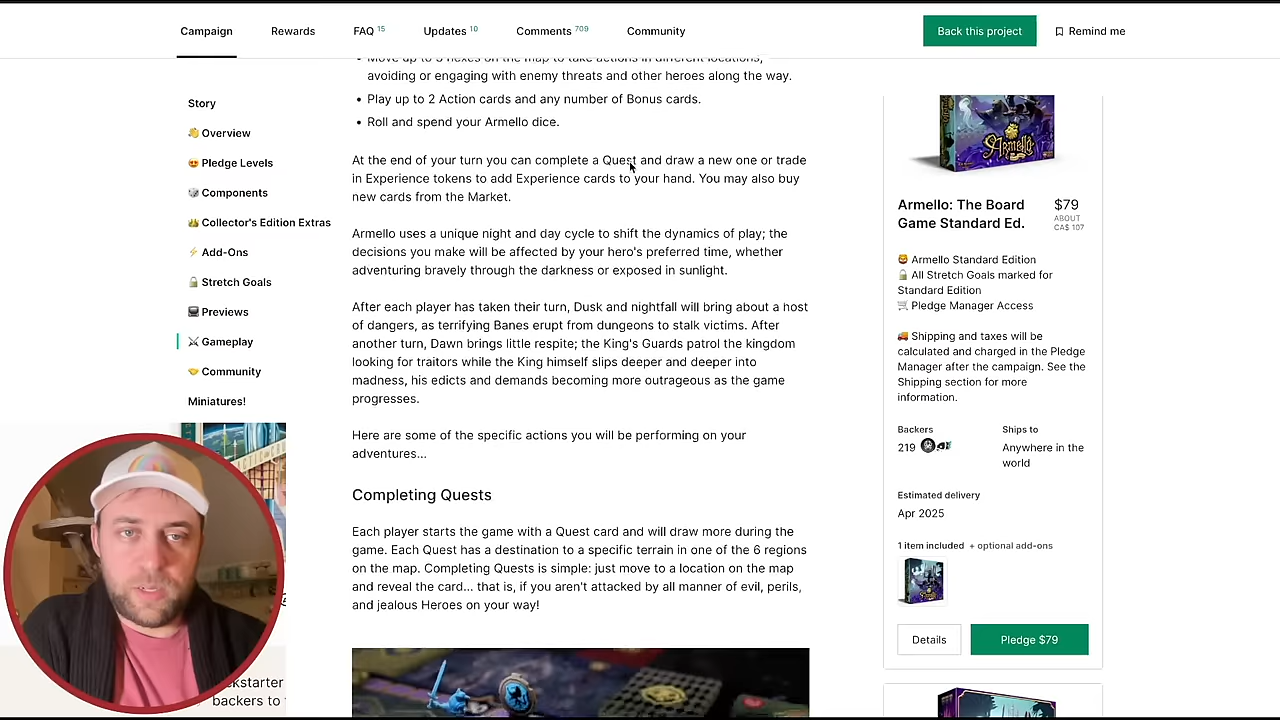 Campaign
Rewards
FAQ 15
Updates 10
Comments 709
Community
Back this project
Remind me
Story
👋 Overview
😍 Pledge Levels
🎲 Components
👑 Collector's Edition Extras
⚡ Add-Ons
🔓 Stretch Goals
Previews
⚔️ Gameplay
🤝 Community
Miniatures!
• Move up to 3 hexes on the map to take actions in different locations,
avoiding or engaging with enemy threats and other heroes along the way.
• Play up to 2 Action cards and any number of Bonus cards.
• Roll and spend your Armello dice.
At the end of your turn you can complete a Quest and draw a new one or trade
in Experience tokens to add Experience cards to your hand. You may also buy
new cards from the Market.
Armello uses a unique night and day cycle to shift the dynamics of play; the
decisions you make will be affected by your hero's preferred time, whether
adventuring bravely through the darkness or exposed in sunlight.
After each player has taken their turn, Dusk and nightfall will bring about a host
of dangers, as terrifying Banes erupt from dungeons to stalk victims. After
another turn, Dawn brings little respite; the King's Guards patrol the kingdom
looking for traitors while the King himself slips deeper and deeper into
madness, his edicts and demands becoming more outrageous as the game
progresses.
Here are some of the specific actions you will be performing on your
adventures...
Completing Quests
Each player starts the game with a Quest card and will draw more during the
game. Each Quest has a destination to a specific terrain in one of the 6 regions
on the map. Completing Quests is simple: just move to a location on the map
and reveal the card... that is, if you aren't attacked by all manner of evil, perils,
and jealous Heroes on your way!
Armello
Armello: The Board
Game Standard Ed.
$79
ABOUT
CA$ 107
🦁 Armello Standard Edition
🔓 All Stretch Goals marked for
Standard Edition
🛒 Pledge Manager Access
🚚 Shipping and taxes will be
calculated and charged in the Pledge
Manager after the campaign. See the
Shipping section for more
information.
Backers
219
Ships to
Anywhere in the
world
Estimated delivery
Apr 2025
1 item included + optional add-ons
Details
Pledge $79
ckstarter
backers to